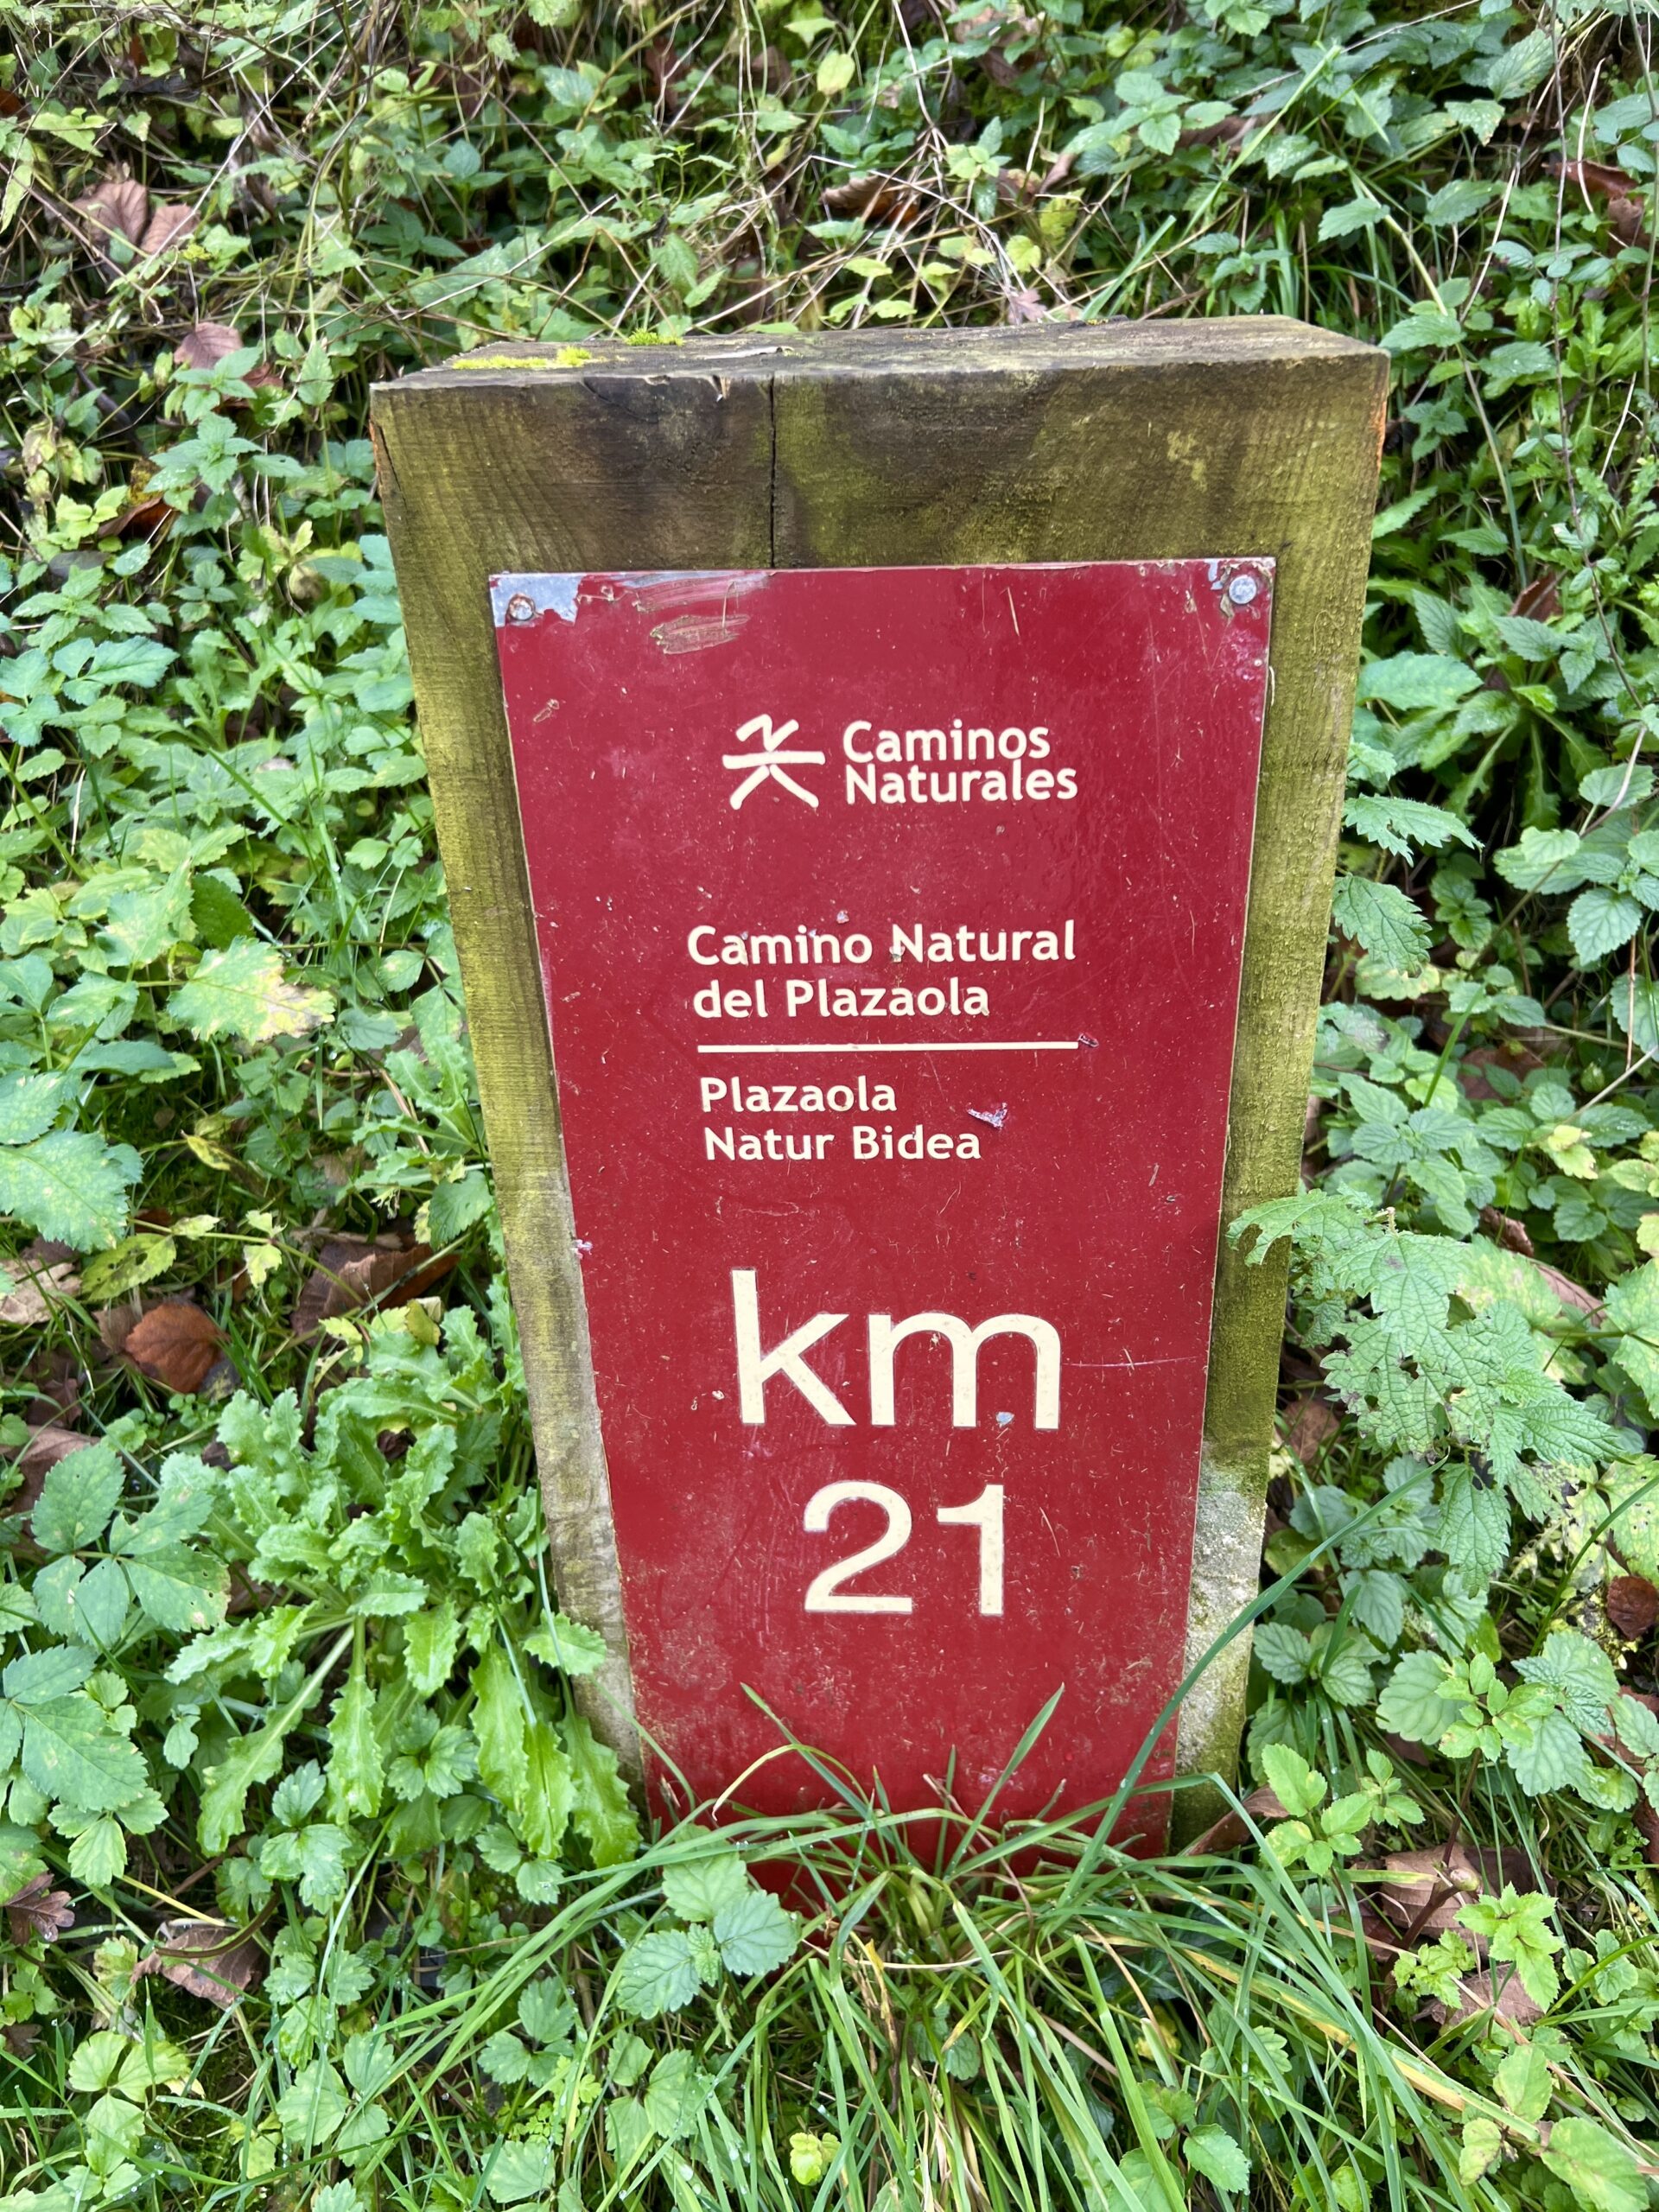 Caminos
Naturales
Camino Natural
del Plazaola
Plazaola
Natur Bidea
km
21